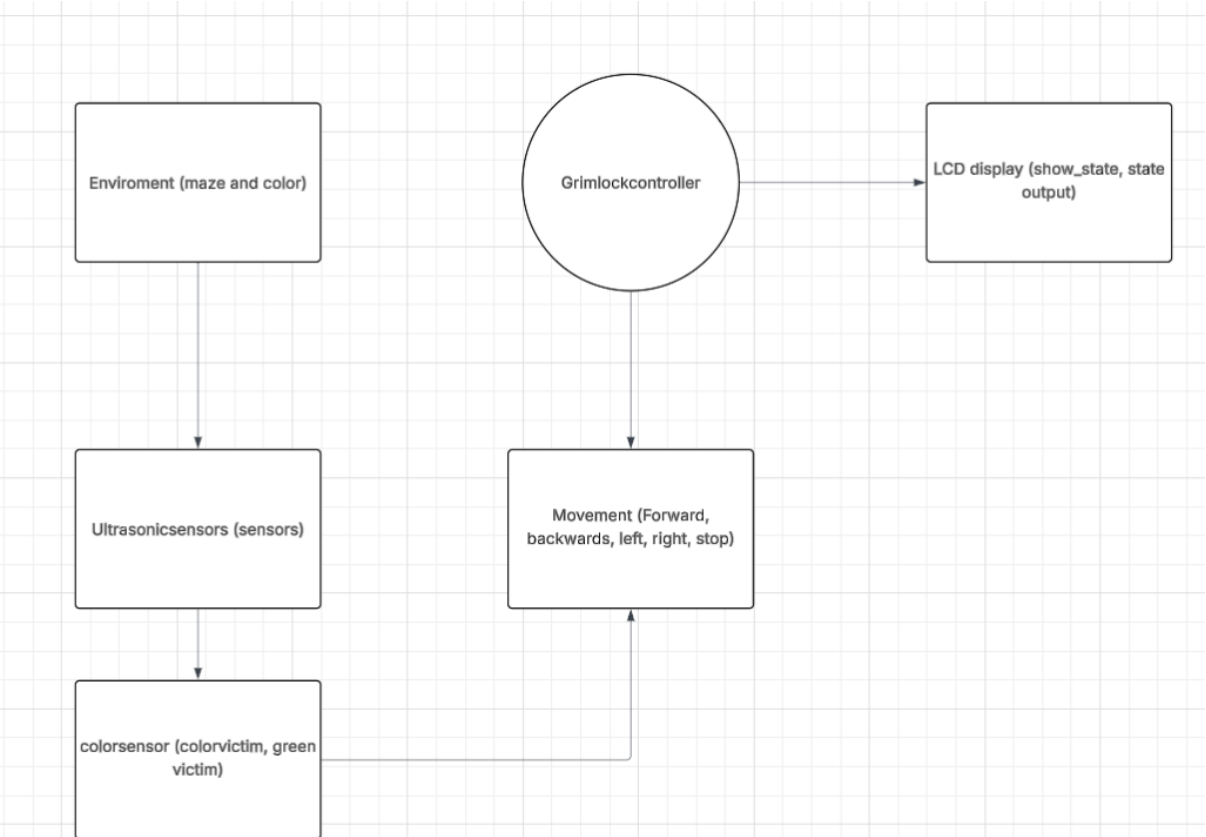 Enviroment (maze and color)
Grimlockcontroller
LCD display (show_state, state
output)
Ultrasonicsensors (sensors)
Movement (Forward,
backwards, left, right, stop)
colorsensor (colorvictim, green
victim)